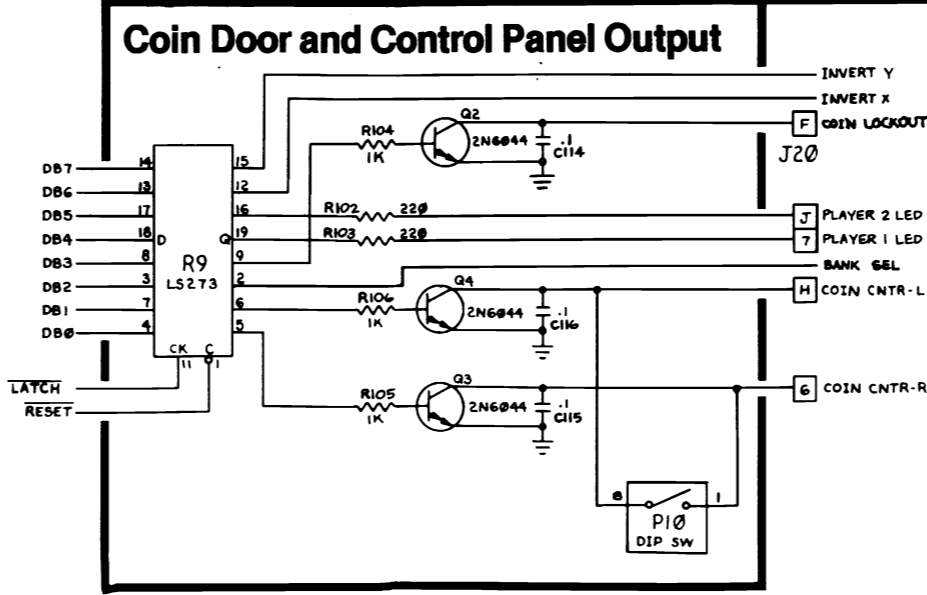 Coin Door and Control Panel Output
INVERT Y
INVERT X
Q2
F COIN LOCKOUT
R104
1K
2N6044
.1
C114
J20
DB7 14 15
DB6 13 12
DB5 17 16 R102 220 J PLAYER 2 LED
DB4 18 D Q 19 R103 220 7 PLAYER 1 LED
DB3 8 R9 9 BANK SEL
DB2 3 LS273 2 Q4 H COIN CNTR-L
DB1 7 6 R106 1K 2N6044 .1 C116
DB0 4 5
CK C
11 1
LATCH
RESET
Q3
R105
1K
2N6044
.1
C115
6 COIN CNTR-R
8 1
P10
DIP SW